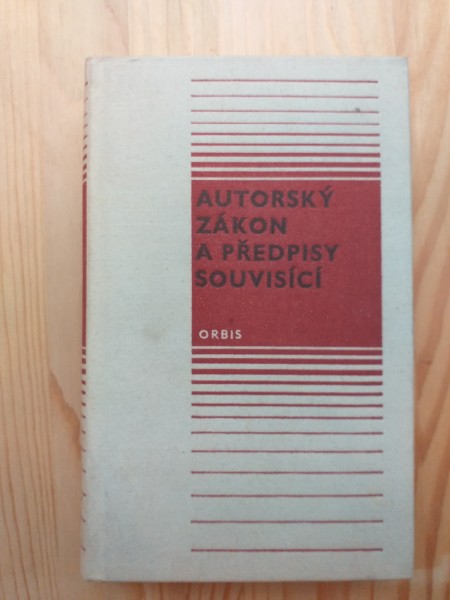 AUTORSKÝ
ZÁKON
A PŘEDPISY
SOUVISÍCÍ
ORBIS